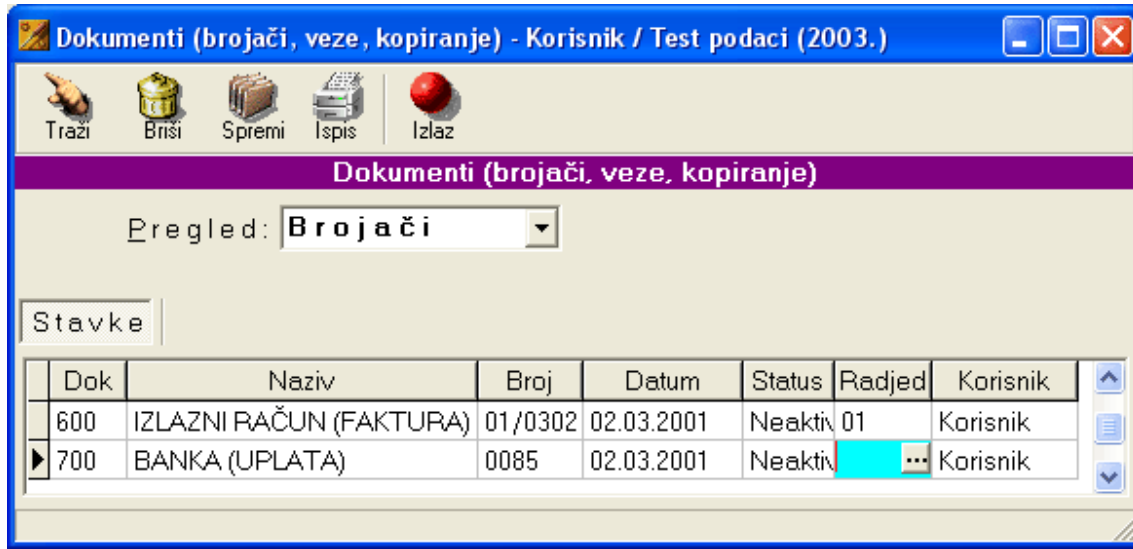 Dokumenti (brojači, veze, kopiranje) - Korisnik / Test podaci (2003.)
Traži Briši Spremi Ispis Izlaz
Dokumenti (brojači, veze, kopiranje)
Pregled: Brojači
Stavke
Dok Naziv Broj Datum Status Radjed Korisnik
600 IZLAZNI RAČUN (FAKTURA) 01/0302 02.03.2001 Neaktiv 01 Korisnik
700 BANKA (UPLATA) 0085 02.03.2001 Neaktiv ... Korisnik